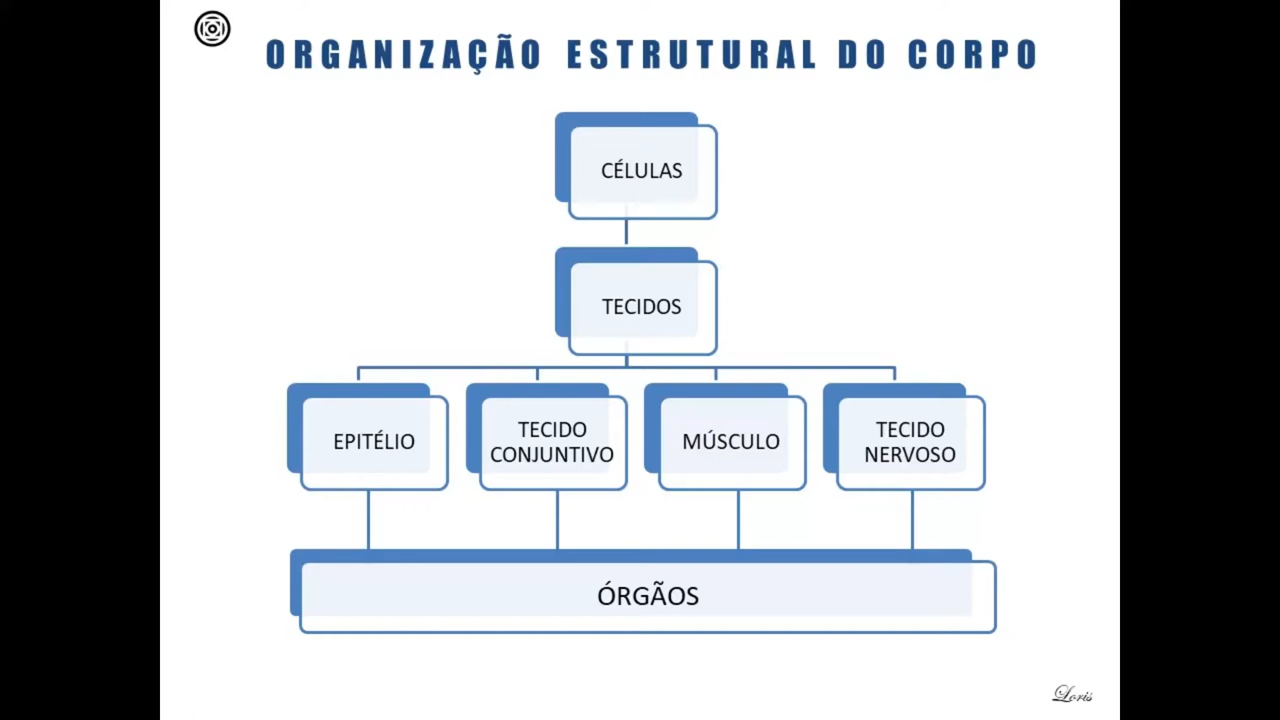 ORGANIZAÇÃO ESTRUTURAL DO CORPO
CÉLULAS
TECIDOS
EPITÉLIO
TECIDO
CONJUNTIVO
MÚSCULO
TECIDO
NERVOSO
ÓRGÃOS
Loris